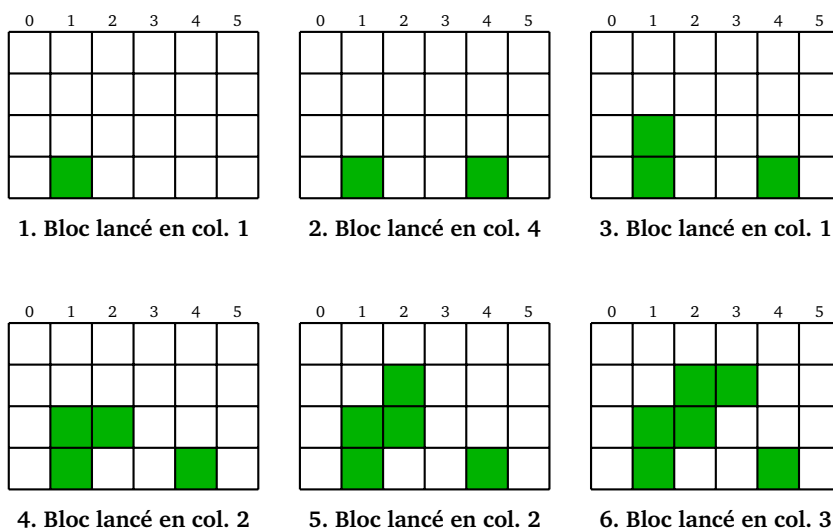 0 1 2 3 4 5
0 1 2 3 4 5
0 1 2 3 4 5
1. Bloc lancé en col. 1
2. Bloc lancé en col. 4
3. Bloc lancé en col. 1
0 1 2 3 4 5
0 1 2 3 4 5
0 1 2 3 4 5
4. Bloc lancé en col. 2
5. Bloc lancé en col. 2
6. Bloc lancé en col. 3